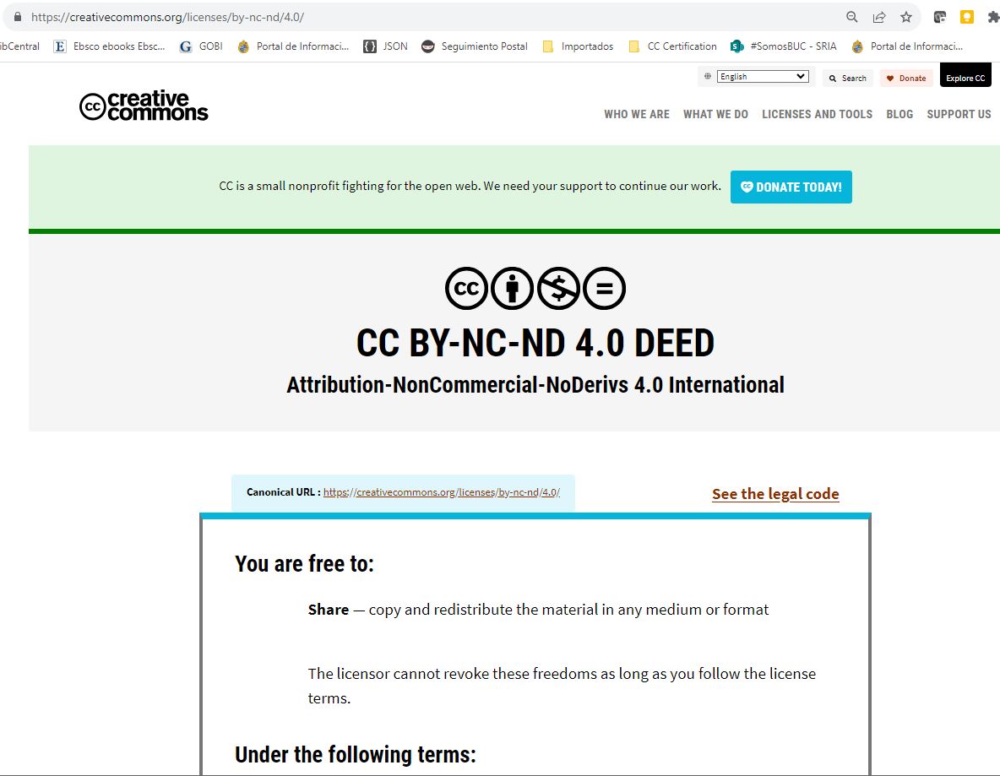 https://creativecommons.org/licenses/by-nc-nd/4.0/
ibCentral E Ebsco ebooks Ebsc... G GOBI Portal de Informaci... {} JSON Seguimiento Postal Importados CC Certification S #SomosBUC - SRIA Portal de Informaci...
English Search Donate Explore CC
cc creative
commons
WHO WE ARE WHAT WE DO LICENSES AND TOOLS BLOG SUPPORT US
CC is a small nonprofit fighting for the open web. We need your support to continue our work. cc DONATE TODAY!
cc $ =
CC BY-NC-ND 4.0 DEED
Attribution-NonCommercial-NoDerivs 4.0 International
Canonical URL : https://creativecommons.org/licenses/by-nc-nd/4.0/ See the legal code
You are free to:
Share — copy and redistribute the material in any medium or format
The licensor cannot revoke these freedoms as long as you follow the license
terms.
Under the following terms: